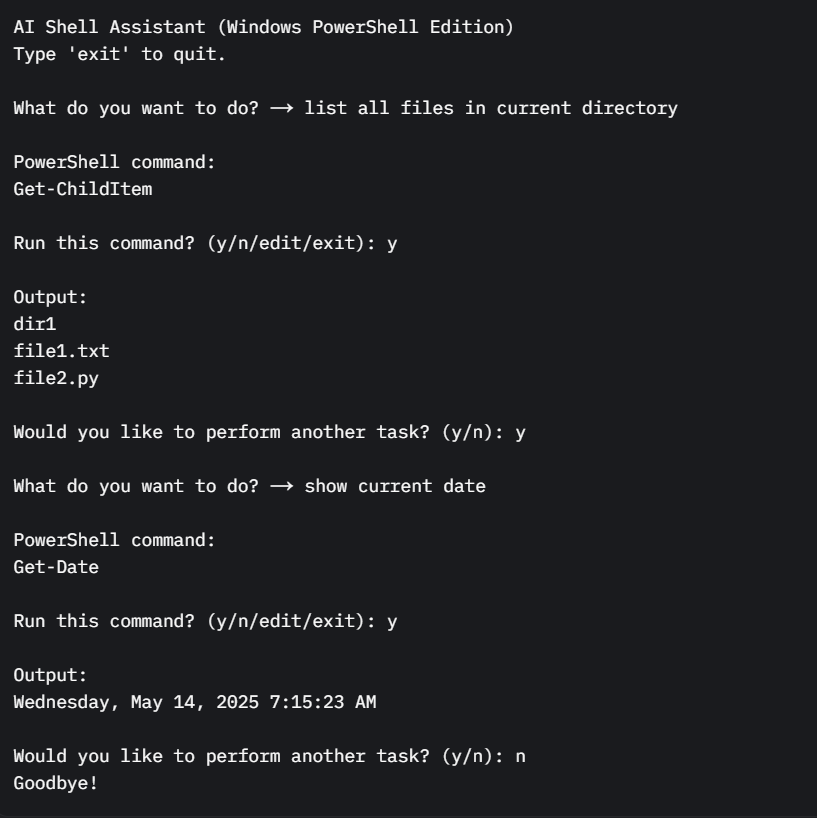 AI Shell Assistant (Windows PowerShell Edition)
Type 'exit' to quit.
What do you want to do? → list all files in current directory
PowerShell command:
Get-ChildItem
Run this command? (y/n/edit/exit): y
Output:
dir1
file1.txt
file2.py
Would you like to perform another task? (y/n): y
What do you want to do? → show current date
PowerShell command:
Get-Date
Run this command? (y/n/edit/exit): y
Output:
Wednesday, May 14, 2025 7:15:23 AM
Would you like to perform another task? (y/n): n
Goodbye!